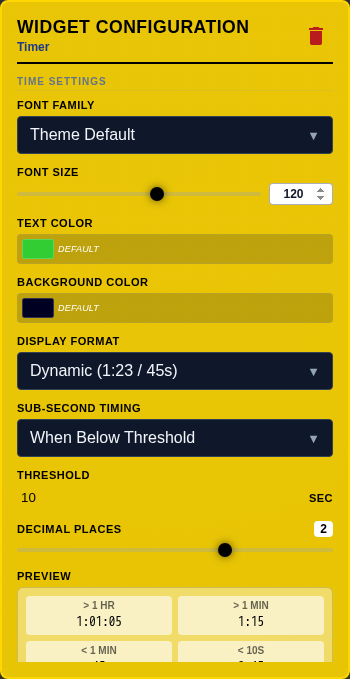 WIDGET CONFIGURATION
Timer
TIME SETTINGS
FONT FAMILY
Theme Default
FONT SIZE
120
TEXT COLOR
DEFAULT
BACKGROUND COLOR
DEFAULT
DISPLAY FORMAT
Dynamic (1:23 / 45s)
SUB-SECOND TIMING
When Below Threshold
THRESHOLD
10 SEC
DECIMAL PLACES 2
PREVIEW
> 1 HR > 1 MIN
1:01:05 1:15
< 1 MIN < 10S